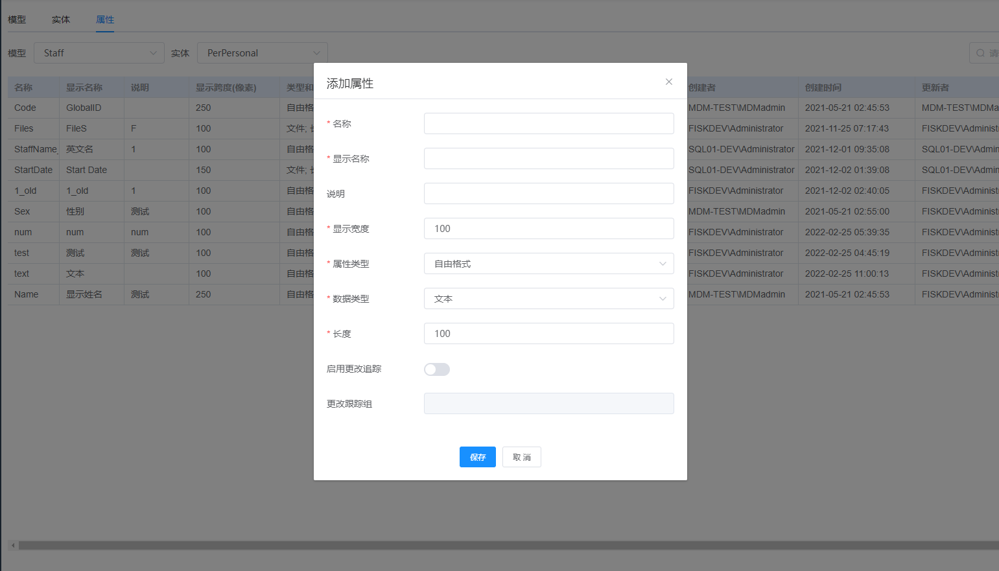 模型 实体 属性
模型 Staff 实体 PerPersonal 请
名称 显示名称 说明 显示跨度(像素) 类型和 创建者 创建时间 更新者
Code GlobalID 250 自由格 MDM-TEST\MDMadmin 2021-05-21 02:45:53 MDM-TEST\MDMa
Files FileS F 100 文件; FISKDEV\Administrator 2021-11-25 07:17:43 FISKDEV\Administ
StaffName_ 英文名 1 100 自由格 SQL01-DEV\Administrator 2021-12-01 09:35:08 SQL01-DEV\Admin
StartDate Start Date 150 文件; SQL01-DEV\Administrator 2021-12-02 01:39:08 SQL01-DEV\Admin
1_old 1_old 1 100 自由格 FISKDEV\Administrator 2021-12-02 02:40:05 FISKDEV\Administ
Sex 性别 测试 100 自由格 MDM-TEST\MDMadmin 2021-05-21 02:55:00 FISKDEV\Administ
num num num 100 自由格 FISKDEV\Administrator 2022-02-25 05:39:35 FISKDEV\Administ
test 测试 测试 100 自由格 FISKDEV\Administrator 2022-02-25 04:45:19 FISKDEV\Administ
text 文本 100 自由格 FISKDEV\Administrator 2022-02-25 11:00:13 FISKDEV\Administ
Name 显示姓名 测试 250 自由格 MDM-TEST\MDMadmin 2021-05-21 02:45:53 FISKDEV\Administ
添加属性
* 名称
* 显示名称
说明
* 显示宽度 100
* 属性类型 自由格式
* 数据类型 文本
* 长度 100
启用更改追踪
更改跟踪组
保存 取 消